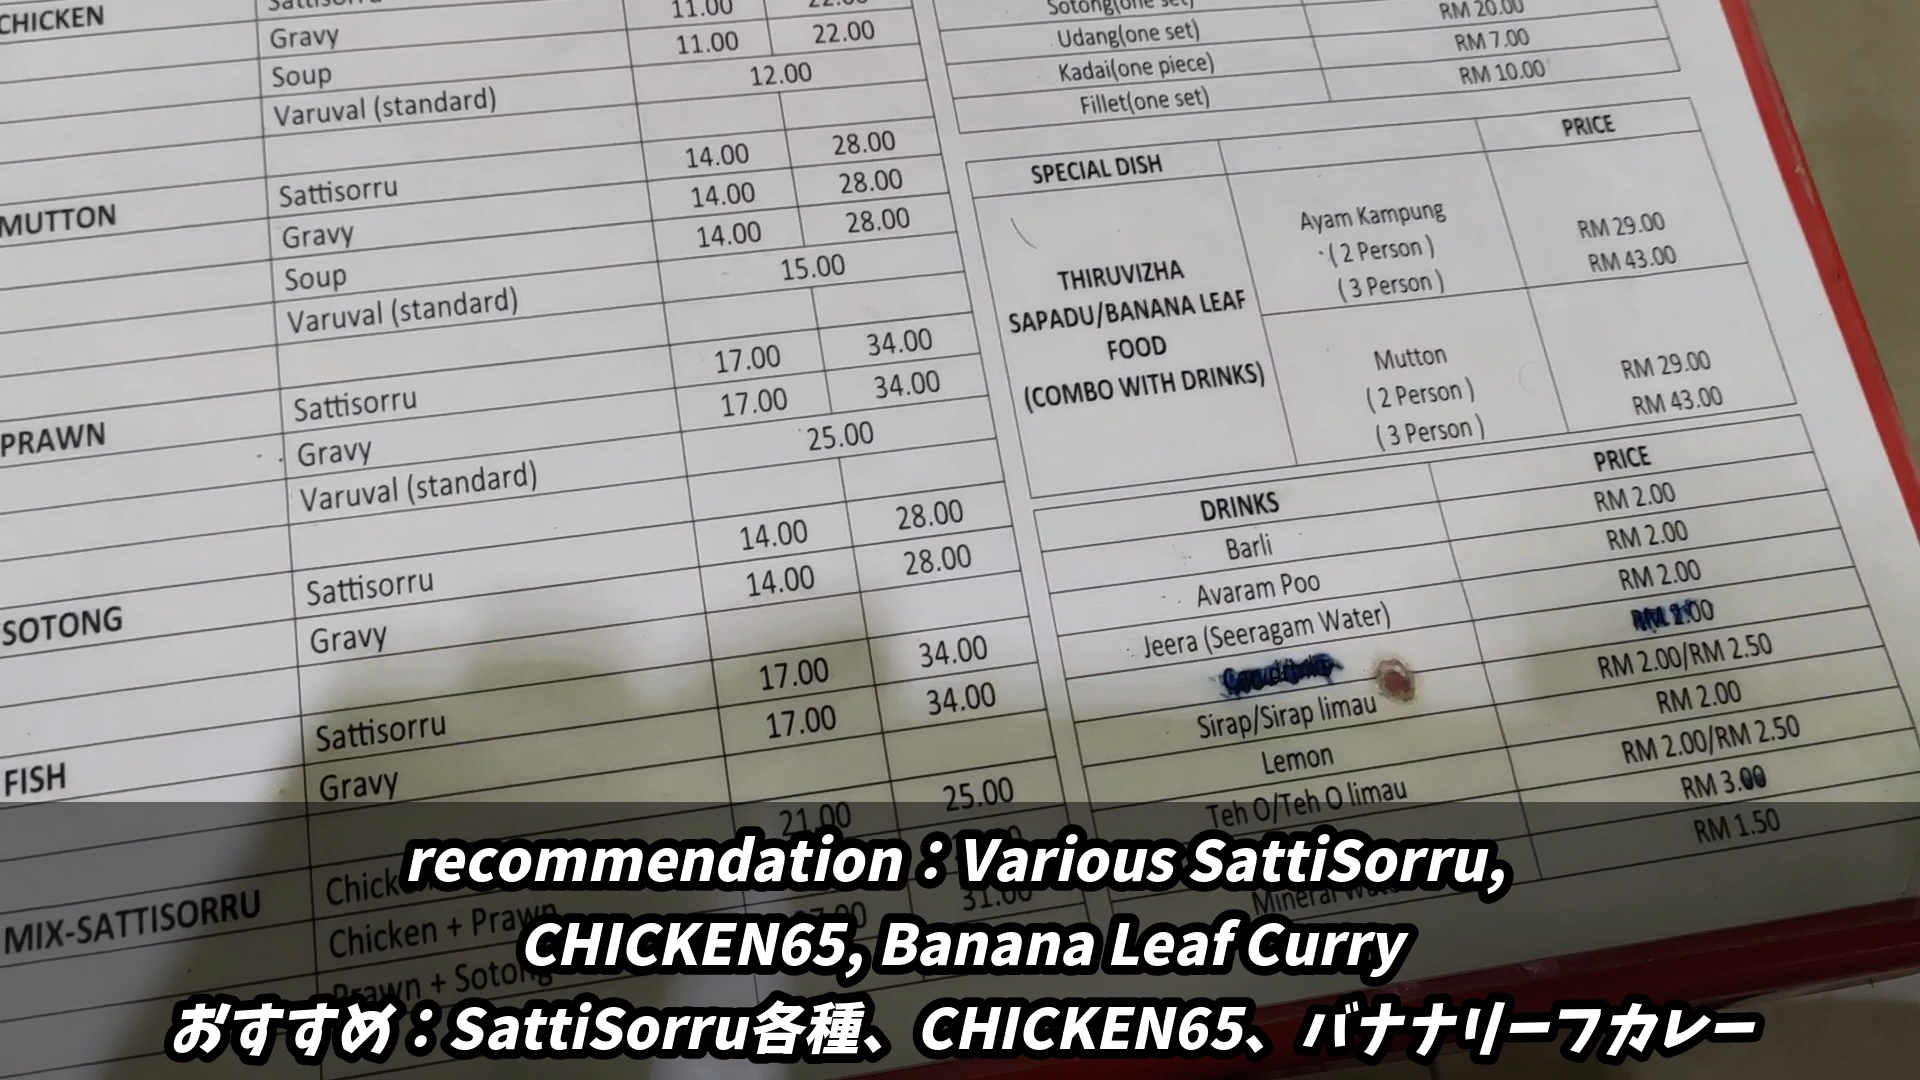 CHICKEN
Gravy 11.00
Soup 11.00 22.00
Varuval (standard) 12.00
MUTTON
Sattisorru 14.00 28.00
Gravy 14.00 28.00
Soup 14.00 28.00
Varuval (standard) 15.00
PRAWN
Sattisorru 17.00 34.00
Gravy 17.00 34.00
Varuval (standard) 25.00
SOTONG
Sattisorru 14.00 28.00
Gravy 14.00 28.00
FISH
Sattisorru 17.00 34.00
Gravy 17.00 34.00
21.00 25.00
MIX-SATTISORRU
Chicken + Prawn
Prawn + Sotong
31.00
Udang(one set) RM 20.00
Kadai(one piece) RM 7.00
Fillet(one set) RM 10.00
SPECIAL DISH PRICE
THIRUVIZHA
SAPADU/BANANA LEAF
FOOD
(COMBO WITH DRINKS)
Ayam Kampung
( 2 Person ) RM 29.00
( 3 Person ) RM 43.00
Mutton
( 2 Person ) RM 29.00
( 3 Person ) RM 43.00
DRINKS PRICE
Barli RM 2.00
Avaram Poo RM 2.00
Jeera (Seeragam Water) RM 2.00
Sirap/Sirap limau RM 2.00/RM 2.50
Lemon RM 2.00
Teh O/Teh O limau RM 2.00/RM 2.50
RM 3.00
Mineral RM 1.50
recommendation：Various SattiSorru,
CHICKEN65, Banana Leaf Curry
おすすめ：SattiSorru各種、CHICKEN65、バナナリーフカレー